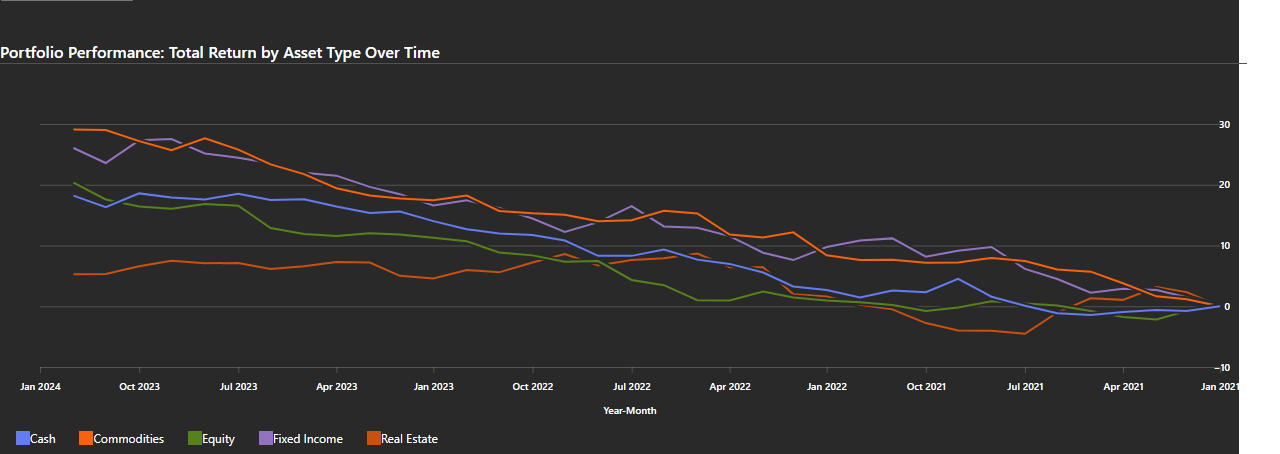 Portfolio Performance: Total Return by Asset Type Over Time
30
20
10
0
−10
Jan 2024 Oct 2023 Jul 2023 Apr 2023 Jan 2023 Oct 2022 Jul 2022 Apr 2022 Jan 2022 Oct 2021 Jul 2021 Apr 2021 Jan 2021
Year-Month
Cash Commodities Equity Fixed Income Real Estate